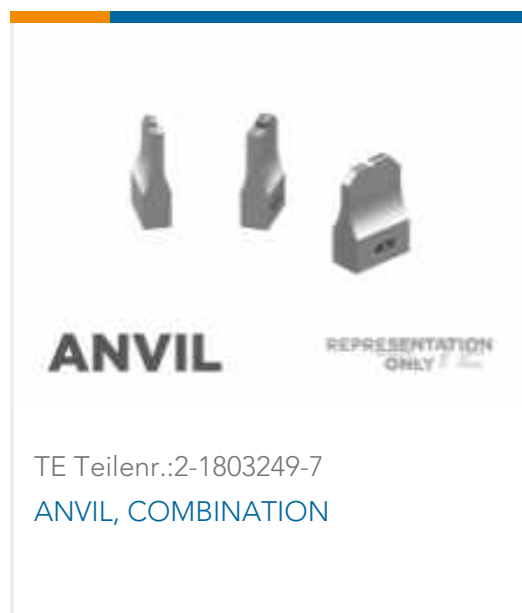 ANVIL
REPRESENTATION
ONLY
TE Teilenr.:2-1803249-7
ANVIL, COMBINATION